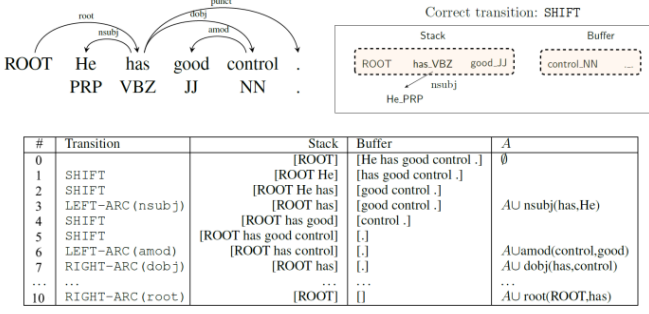 punct
root
dobj
nsubj
amod
ROOT He has good control .
PRP VBZ JJ NN .
Correct transition: SHIFT
Stack Buffer
ROOT has_VBZ good_JJ control_NN ._.
nsubj
He_PRP
# Transition Stack Buffer A
0 [ROOT] [He has good control .] ∅
1 SHIFT [ROOT He] [has good control .]
2 SHIFT [ROOT He has] [good control .]
3 LEFT-ARC(nsubj) [ROOT has] [good control .] A∪ nsubj(has,He)
4 SHIFT [ROOT has good] [control .]
5 SHIFT [ROOT has good control] [.]
6 LEFT-ARC(amod) [ROOT has control] [.] A∪amod(control,good)
7 RIGHT-ARC(dobj) [ROOT has] [.] A∪ dobj(has,control)
... ... ... ... ...
10 RIGHT-ARC(root) [ROOT] [] A∪ root(ROOT,has)